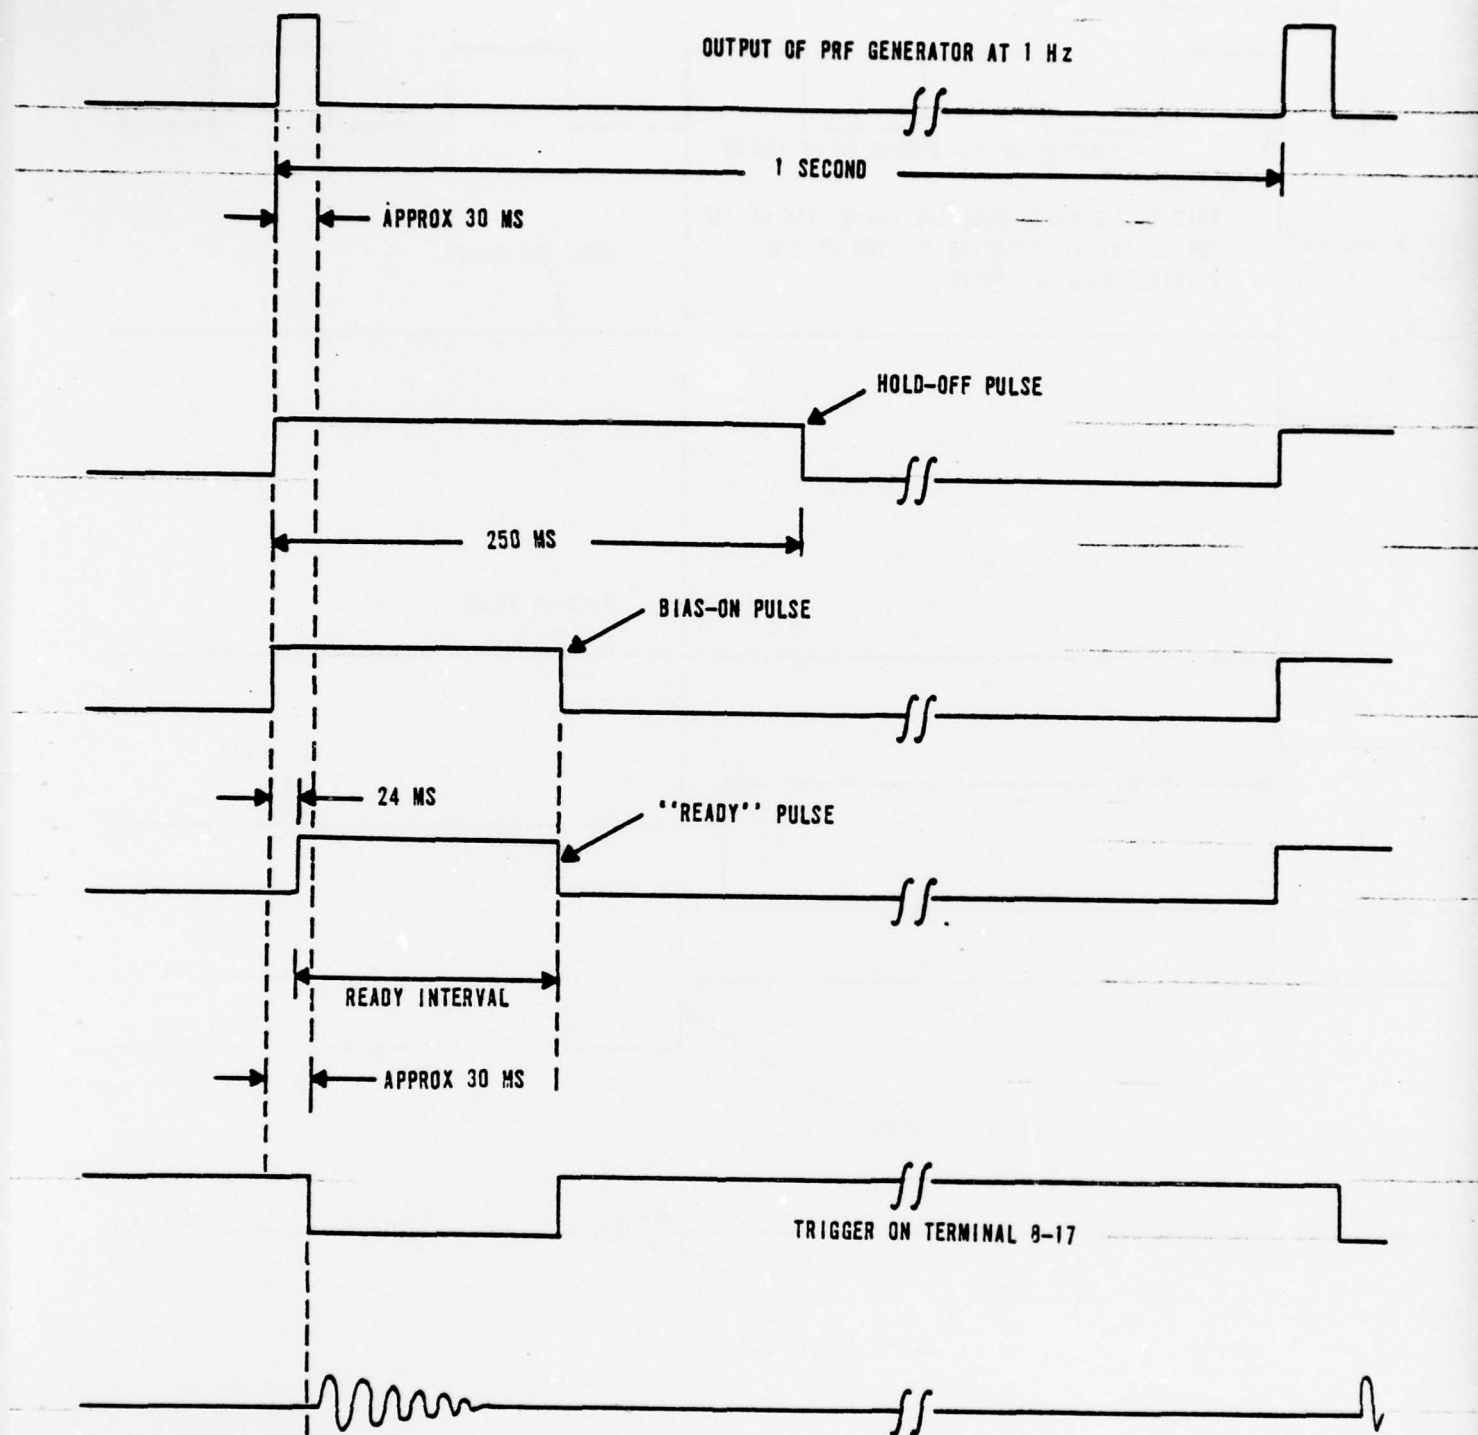 OUTPUT OF PRF GENERATOR AT 1 Hz
1 SECOND
APPROX 30 MS
HOLD-OFF PULSE
250 MS
BIAS-ON PULSE
24 MS
"READY" PULSE
READY INTERVAL
APPROX 30 MS
TRIGGER ON TERMINAL 8-17